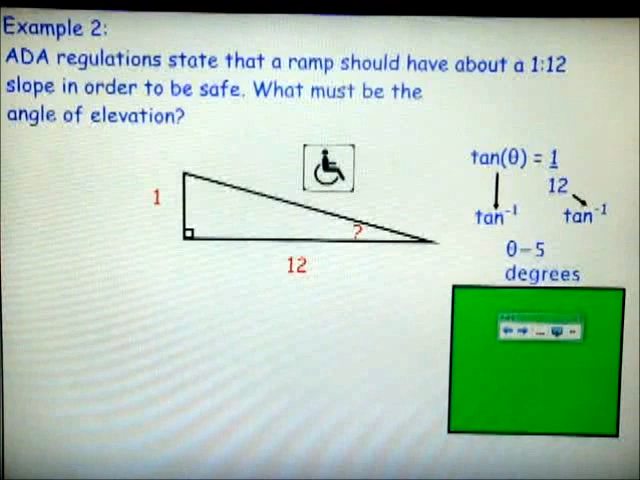 Example 2:
ADA regulations state that a ramp should have about a 1:12
slope in order to be safe. What must be the
angle of elevation?
1
?
12
tan(θ) = 1
12
tan⁻¹ tan⁻¹
θ–5
degrees